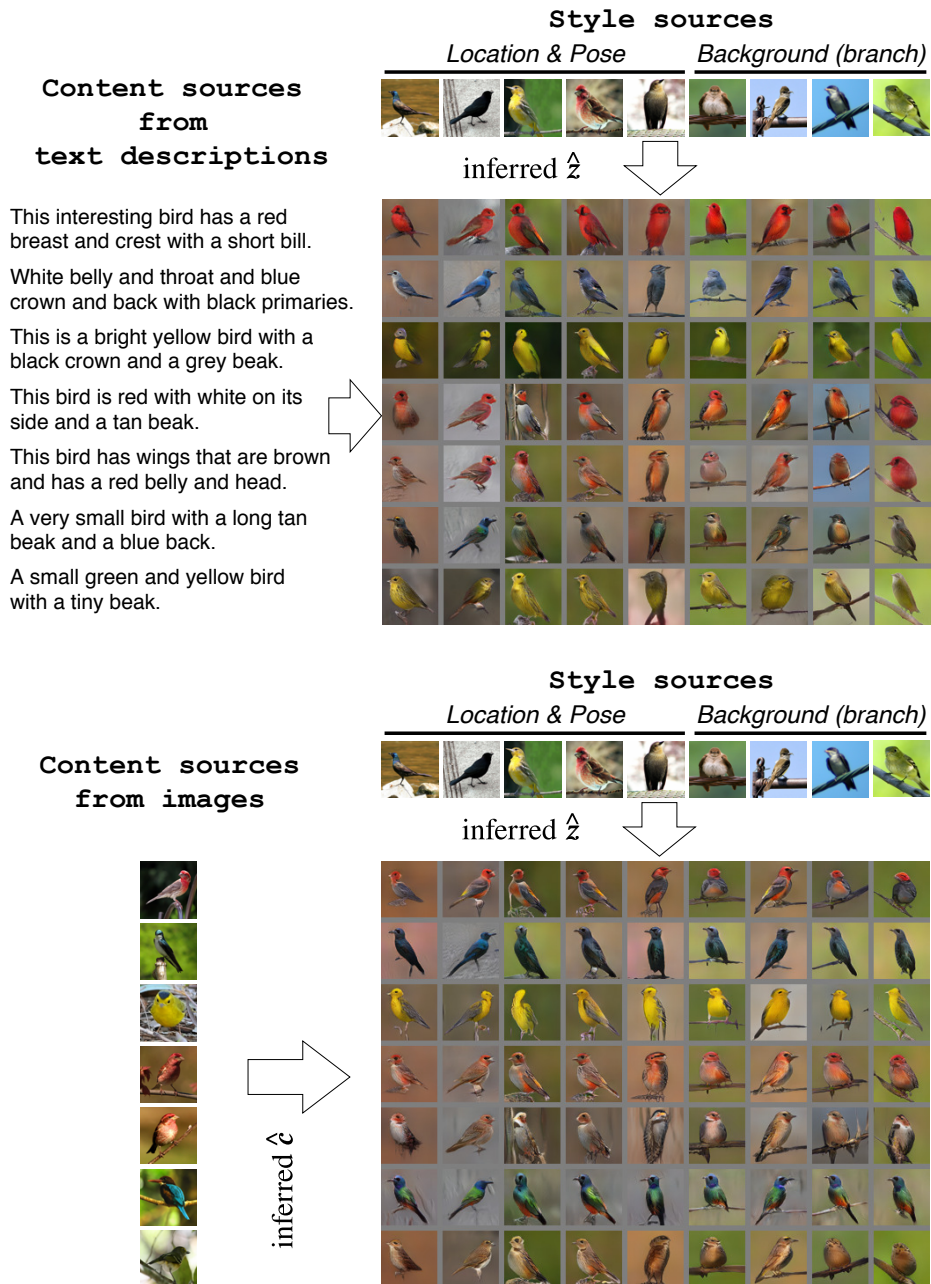 Style sources
Location & Pose Background (branch)
Content sources
from
text descriptions
inferred ẑ
This interesting bird has a red
breast and crest with a short bill.
White belly and throat and blue
crown and back with black primaries.
This is a bright yellow bird with a
black crown and a grey beak.
This bird is red with white on its
side and a tan beak.
This bird has wings that are brown
and has a red belly and head.
A very small bird with a long tan
beak and a blue back.
A small green and yellow bird
with a tiny beak.
Style sources
Location & Pose Background (branch)
Content sources
from images
inferred ẑ
inferred ĉ